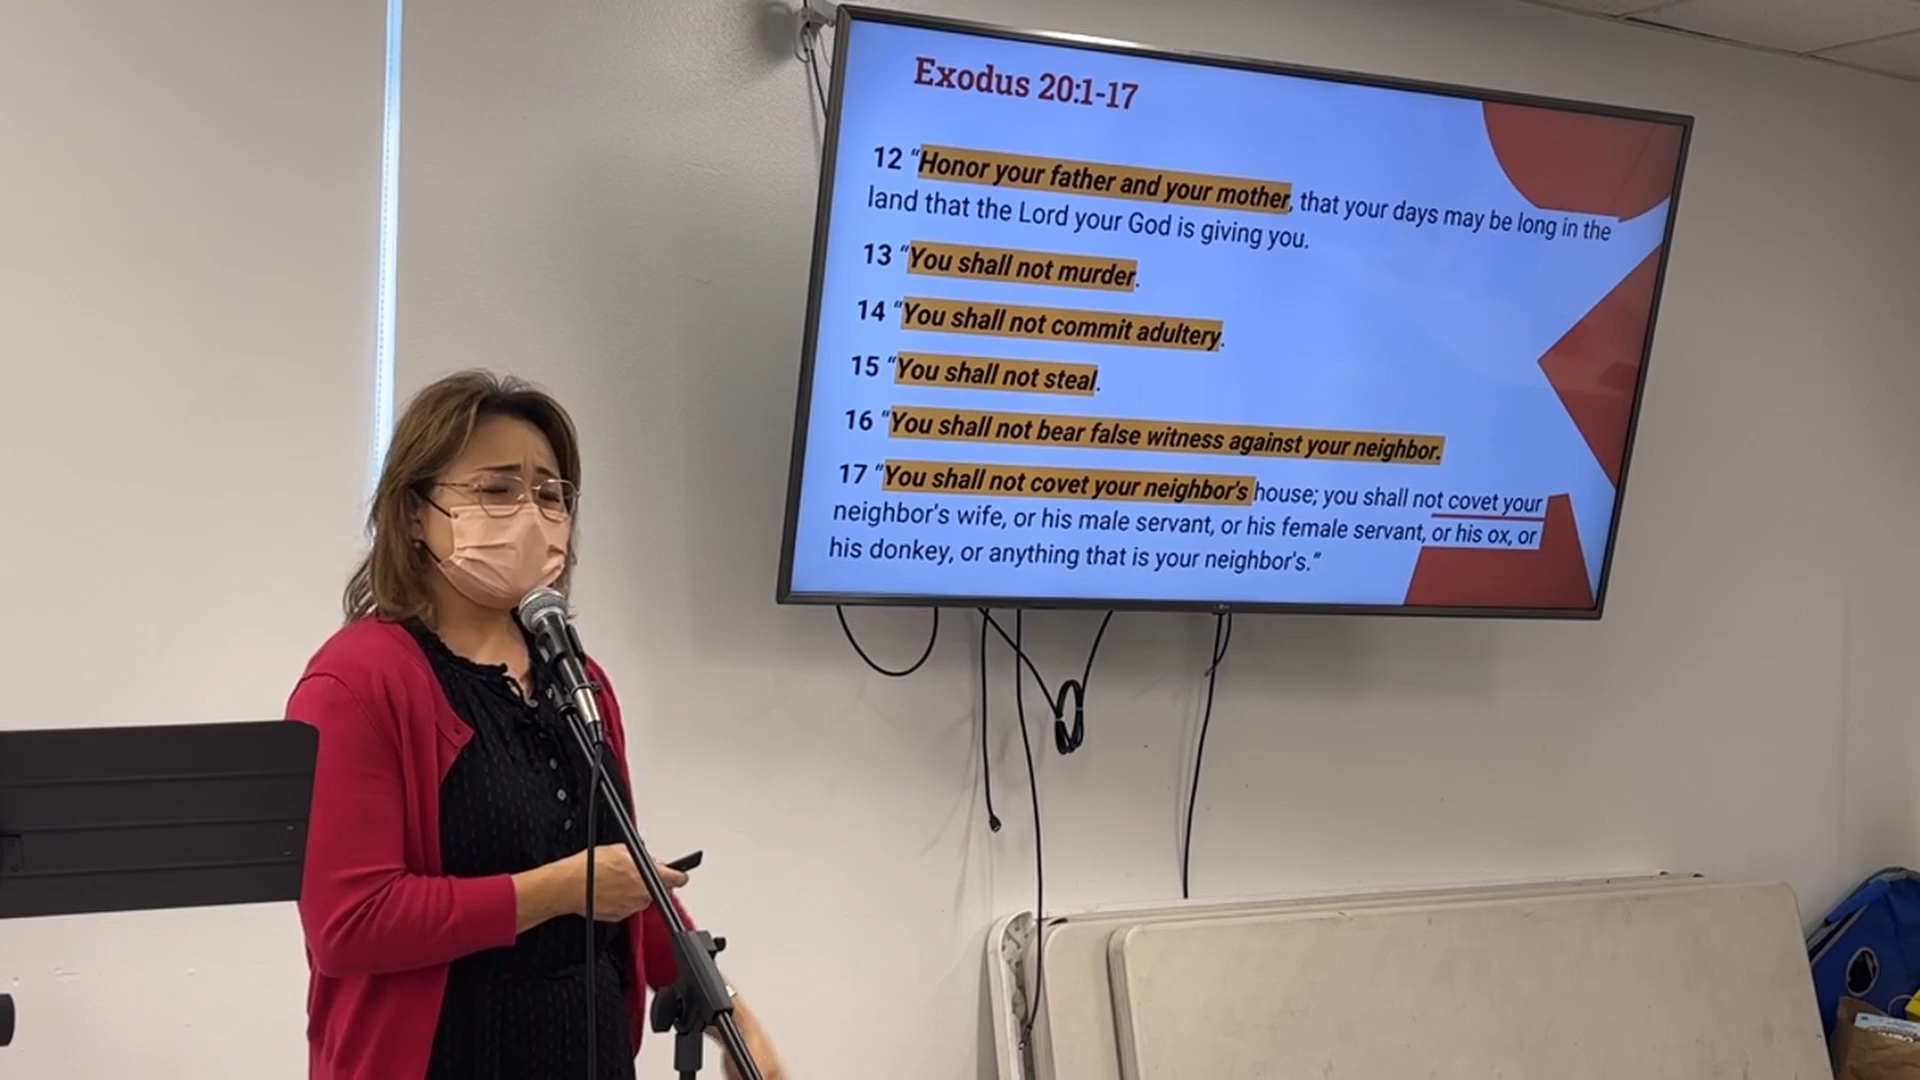 Exodus 20:1-17
12 “Honor your father and your mother, that your days may be long in the
land that the Lord your God is giving you.
13 “You shall not murder.
14 “You shall not commit adultery.
15 “You shall not steal.
16 “You shall not bear false witness against your neighbor.
17 “You shall not covet your neighbor's house; you shall not covet your
neighbor's wife, or his male servant, or his female servant, or his ox, or
his donkey, or anything that is your neighbor's.”